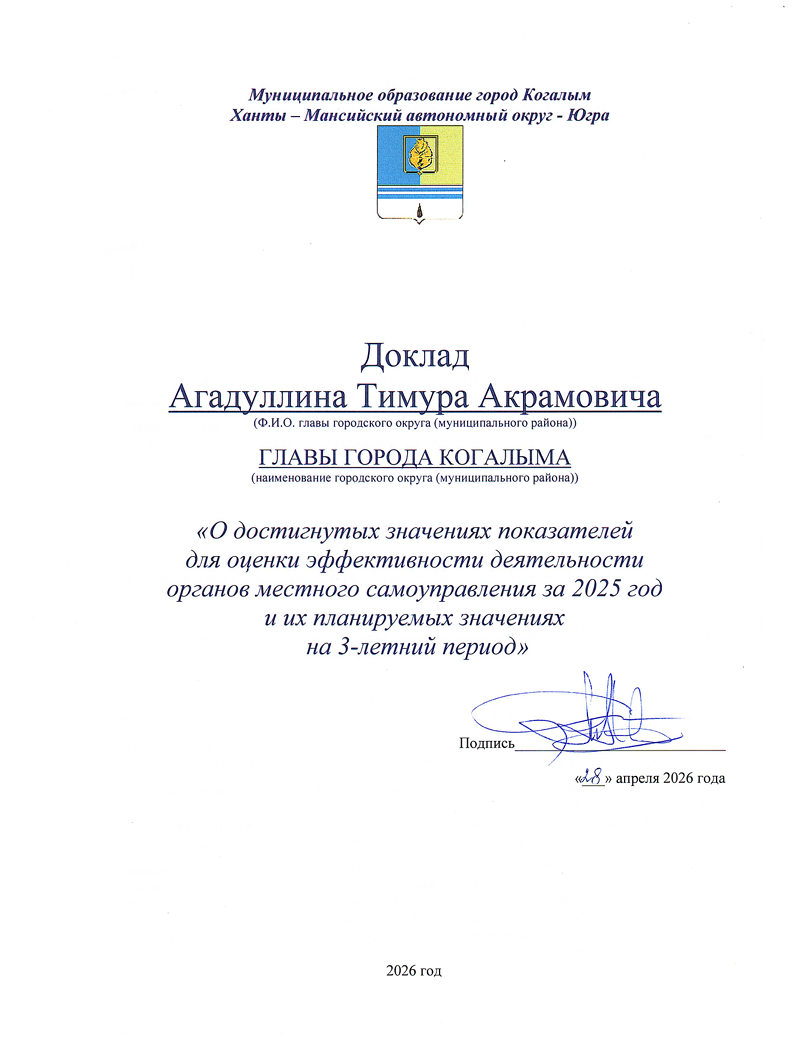 Муниципальное образование город Когалым
Ханты – Мансийский автономный округ - Югра
Доклад
Агадуллина Тимура Акрамовича
(Ф.И.О. главы городского округа (муниципального района))
ГЛАВЫ ГОРОДА КОГАЛЫМА
(наименование городского округа (муниципального района))
«О достигнутых значениях показателей
для оценки эффективности деятельности
органов местного самоуправления за 2025 год
и их планируемых значениях
на 3-летний период»
Подпись
«28» апреля 2026 года
2026 год